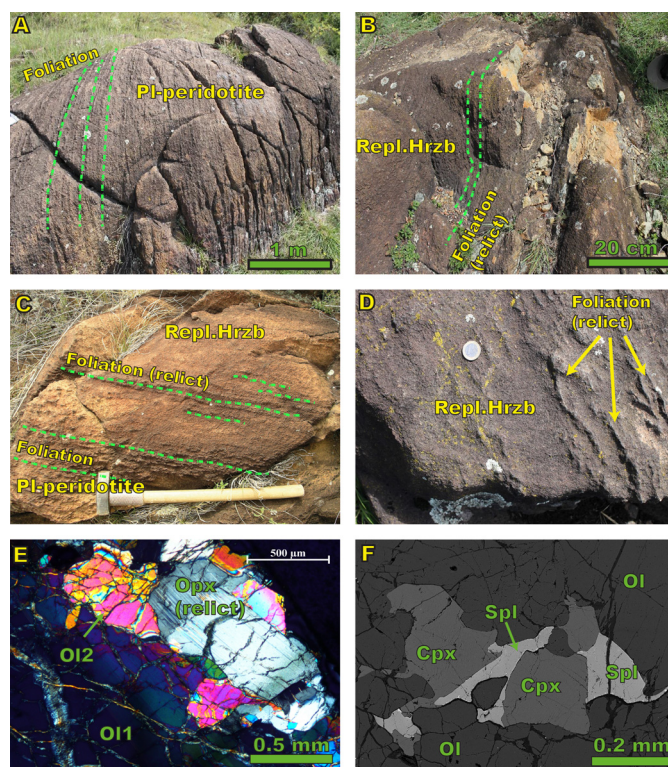 A
Foliation
Pl-peridotite
1 m
B
Repl.Hrzb
Foliation
(relict)
20 cm
C
Repl.Hrzb
Foliation (relict)
Foliation
Pl-peridotite
D
Foliation
(relict)
Repl.Hrzb
E
500 µm
Opx
(relict)
Ol2
Ol1
0.5 mm
F
Ol
Spl
Cpx
Cpx
Spl
Ol
0.2 mm